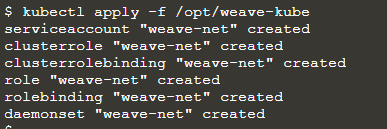 $ kubectl apply -f /opt/weave-kube
serviceaccount "weave-net" created
clusterrole "weave-net" created
clusterrolebinding "weave-net" created
role "weave-net" created
rolebinding "weave-net" created
daemonset "weave-net" created
$